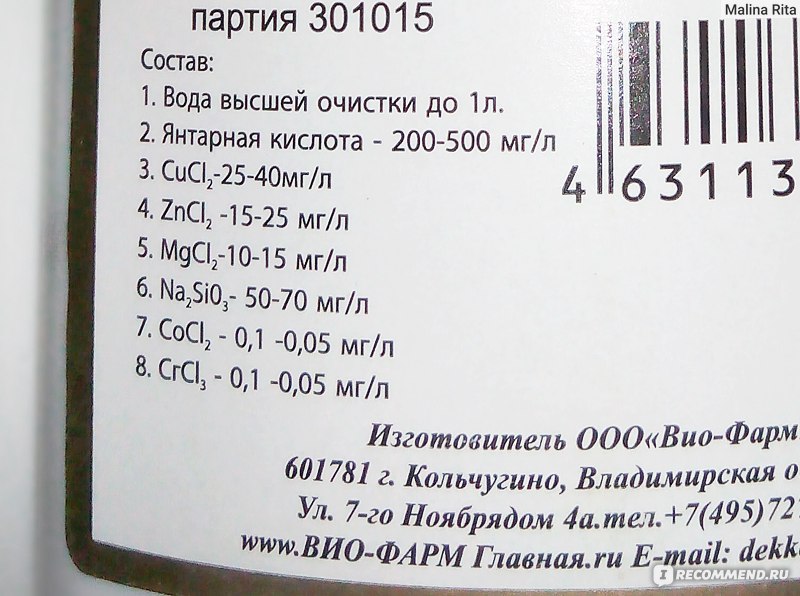 Malina Rita
партия 301015
Состав:
1. Вода высшей очистки до 1л.
2. Янтарная кислота - 200-500 мг/л
3. CuCl₂-25-40мг/л
4. ZnCl₂ -15-25 мг/л
5. MgCl₂-10-15 мг/л
6. Na₂SiO₃- 50-70 мг/л
7. CoCl₂ - 0,1 -0,05 мг/л
8. CrCl₃ - 0,1 -0,05 мг/л
4 63113
Изготовитель ООО«Вио-Фарм
601781 г. Кольчугино, Владимирская о
Ул. 7-го Ноябрядом 4а.тел.+7(495)72
www.ВИО-ФАРМ Главная.ru E-mail: dekk
I RECOMMEND.RU